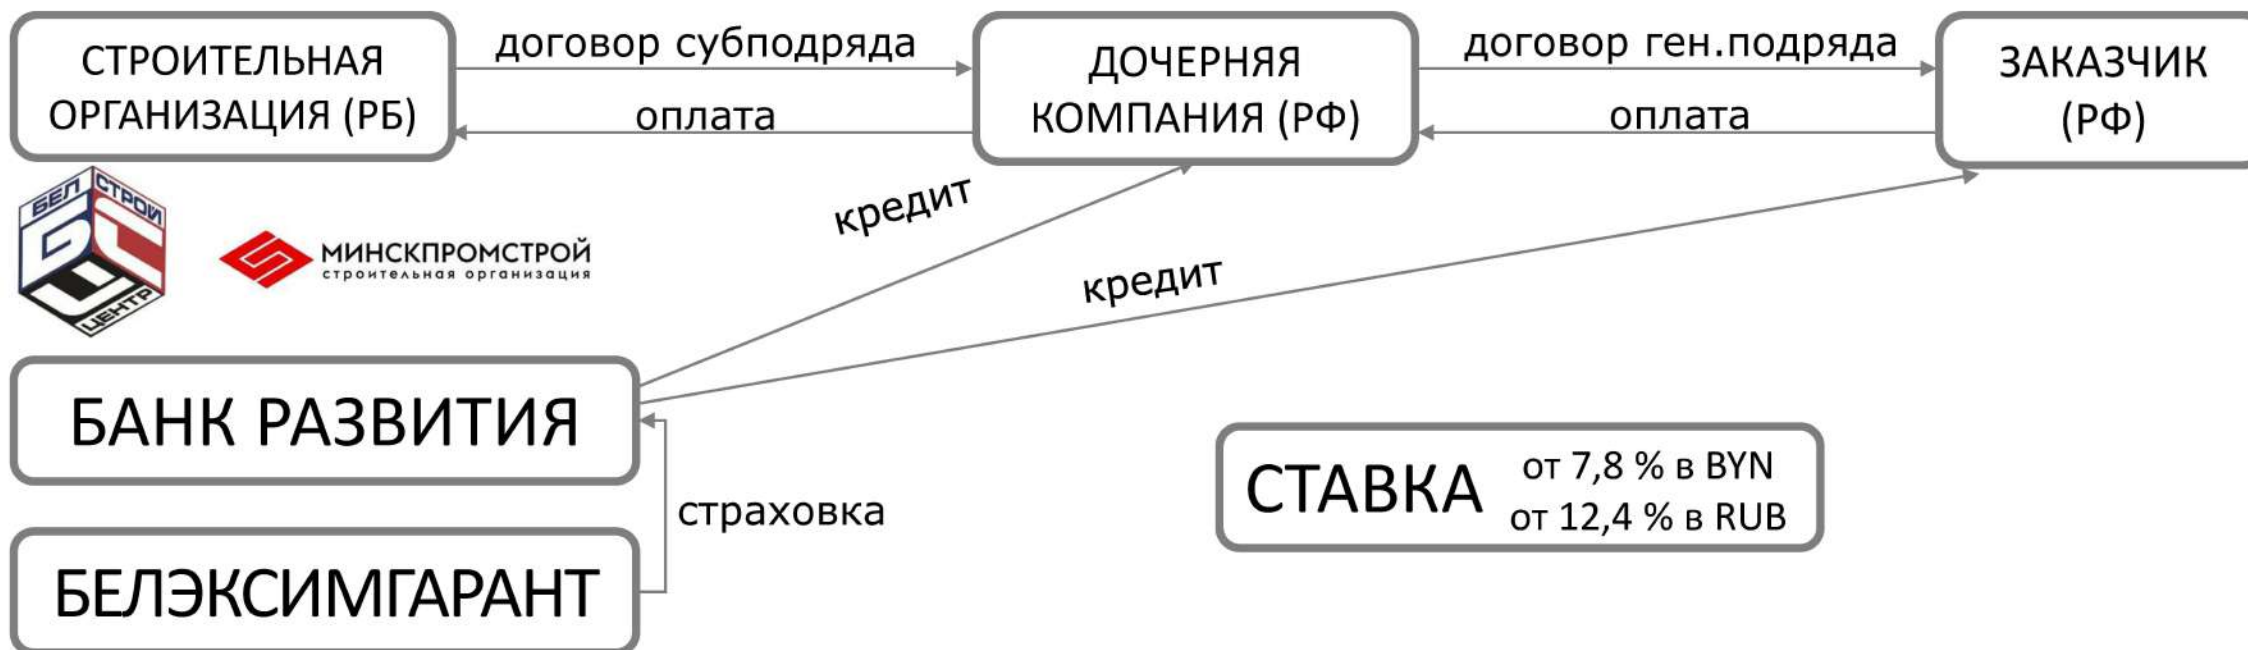 СТРОИТЕЛЬНАЯ
ОРГАНИЗАЦИЯ (РБ)
договор субподряда
оплата
ДОЧЕРНЯЯ
КОМПАНИЯ (РФ)
договор ген.подряда
оплата
ЗАКАЗЧИК
(РФ)
БЕЛ СТРОЙ
БСЦ
ЦЕНТР
МИНСКПРОМСТРОЙ
строительная организация
кредит
кредит
БАНК РАЗВИТИЯ
страховка
БЕЛЭКСИМГАРАНТ
СТАВКА
от 7,8 % в BYN
от 12,4 % в RUB